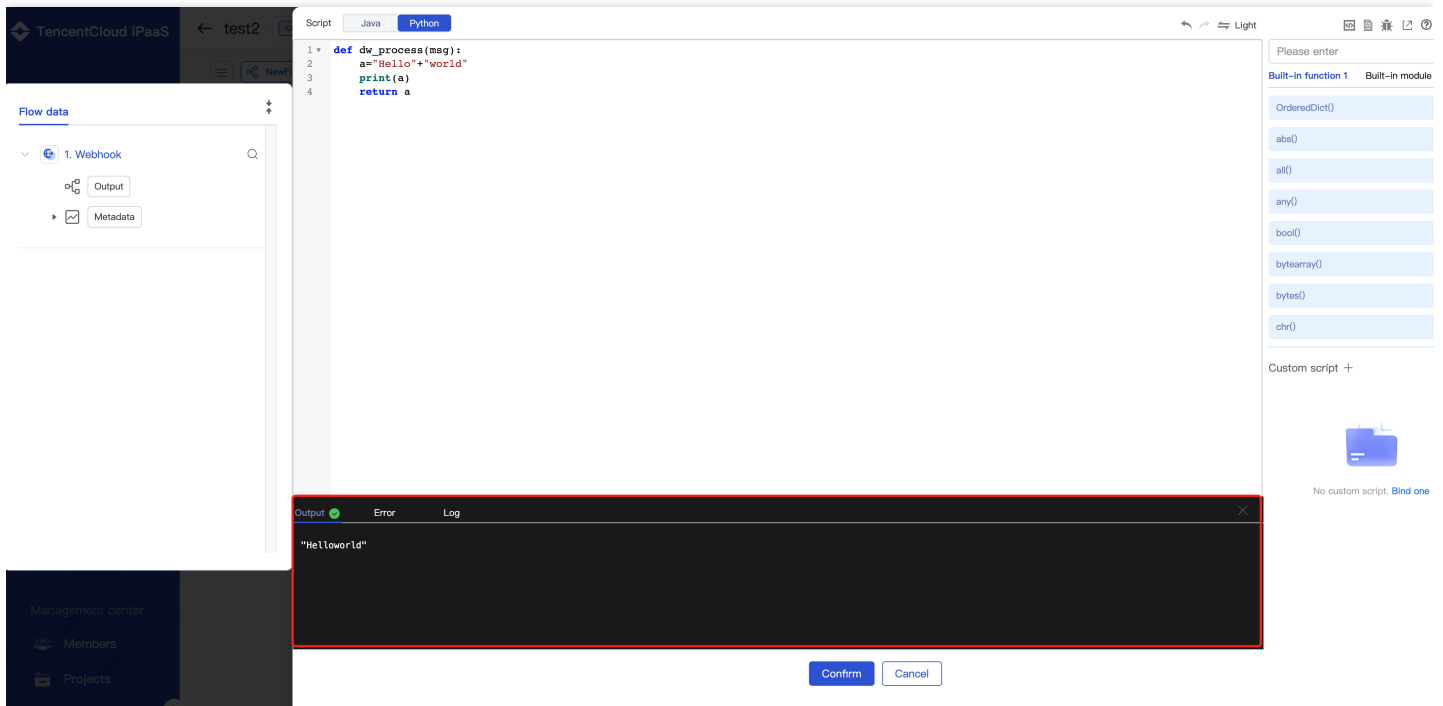 TencentCloud iPaaS
← test2
NewFl
Flow data
1. Webhook
Output
Metadata
Management center
Members
Projects
Script Java Python
Light
1 def dw_process(msg):
2 a="Hello"+"world"
3 print(a)
4 return a
Output Error Log
"Helloworld"
Confirm Cancel
Please enter
Built-in function 1 Built-in module
OrderedDict()
abs()
all()
any()
bool()
bytearray()
bytes()
chr()
Custom script +
No custom script. Bind one